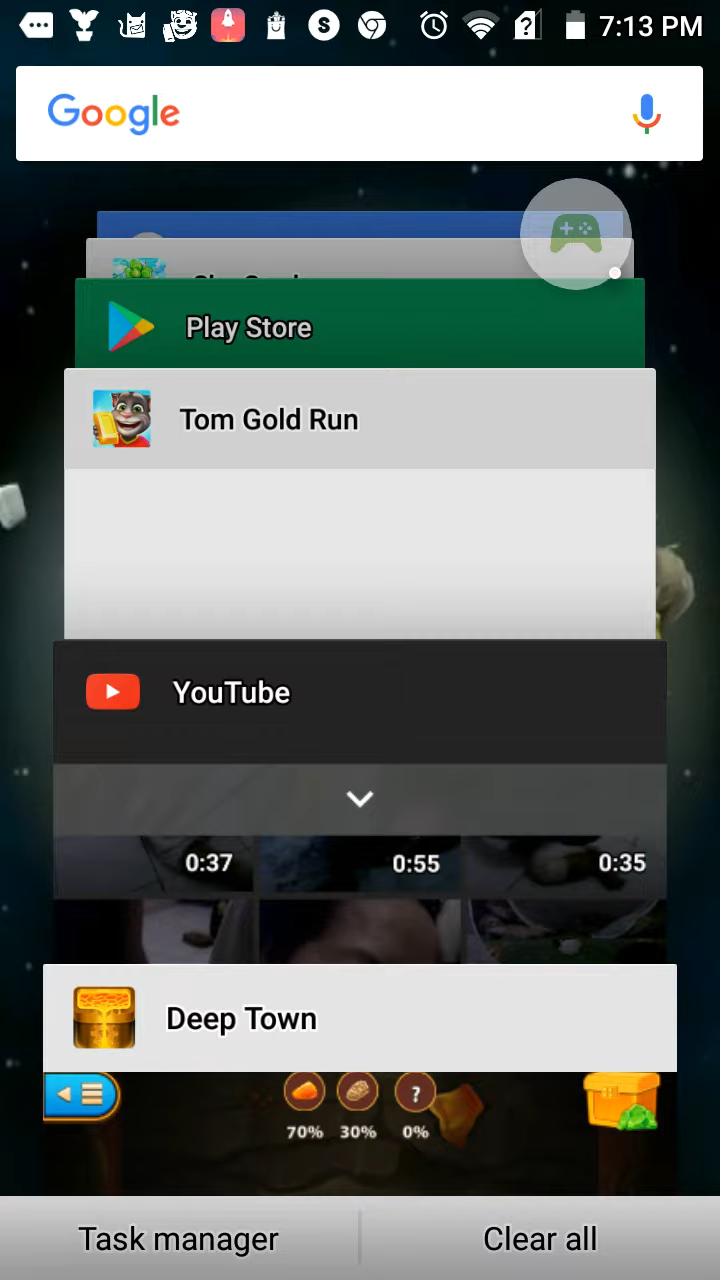 7:13 PM
Google
Play Store
Tom Gold Run
YouTube
0:37
0:55
0:35
Deep Town
?
70%
30%
0%
Task manager
Clear all